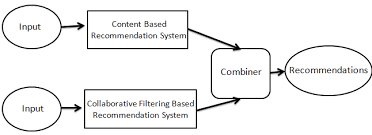 Input
Content Based
Recommendation System
Combiner
Recommendations
Input
Collaborative Filtering Based
Recommendation System